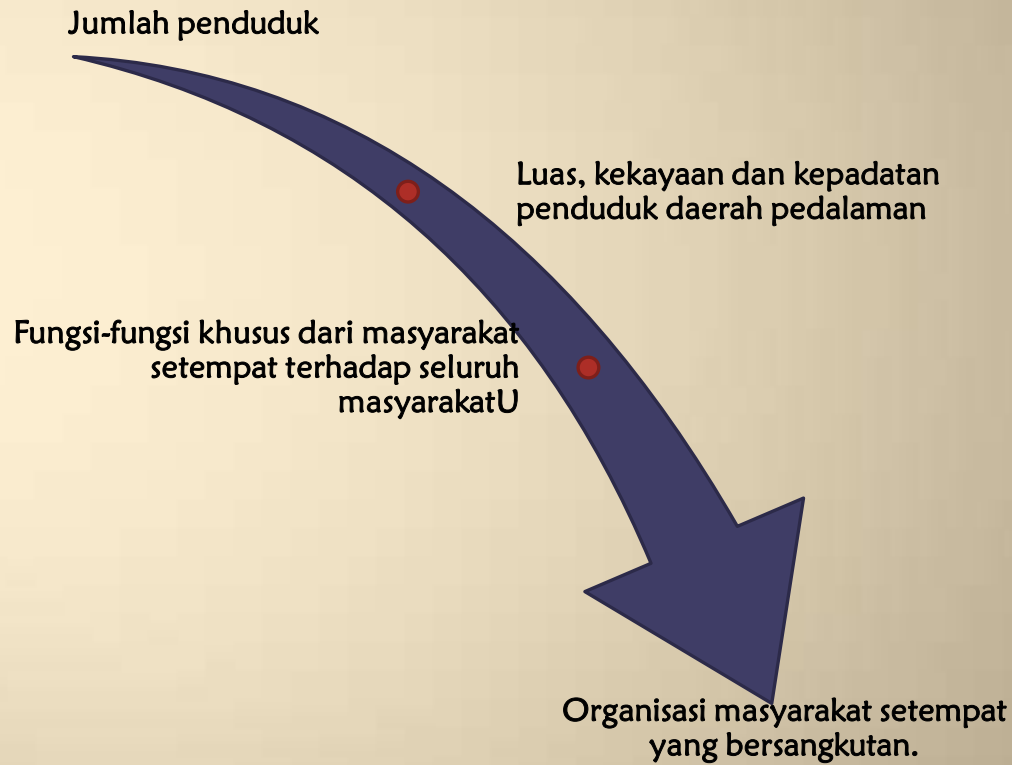 Jumlah penduduk
Luas, kekayaan dan kepadatan
penduduk daerah pedalaman
Fungsi-fungsi khusus dari masyarakat
setempat terhadap seluruh
masyarakatU
Organisasi masyarakat setempat
yang bersangkutan.